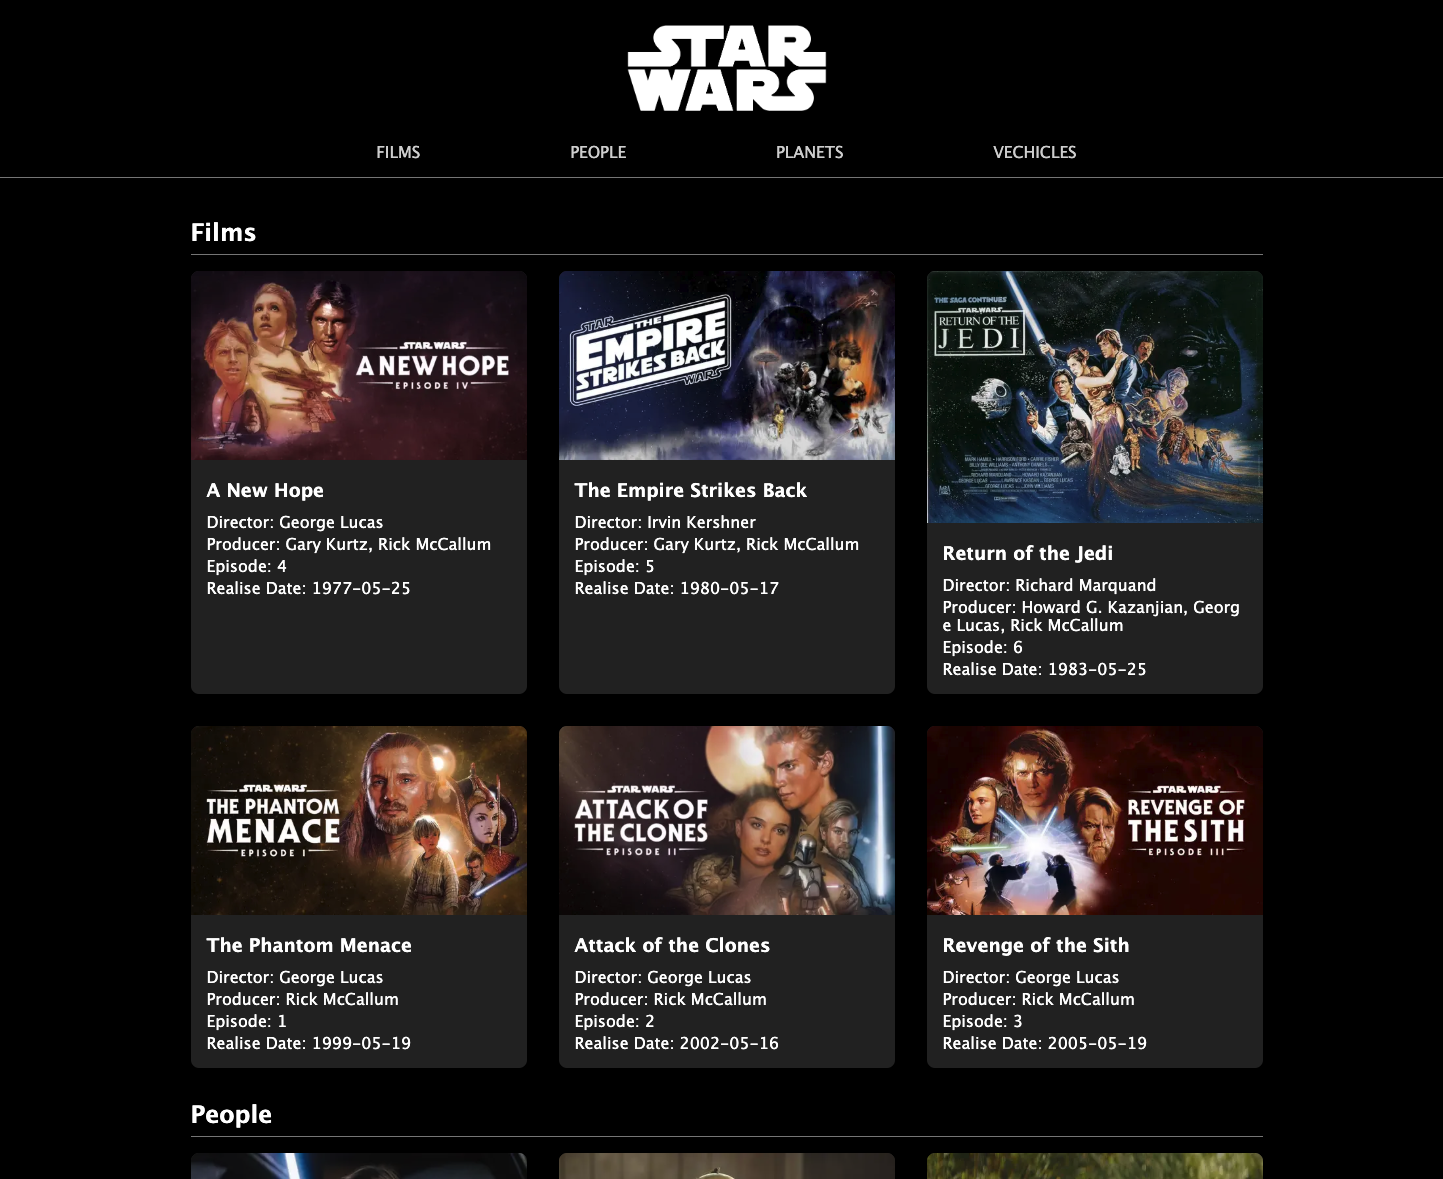 STAR
WARS
FILMS
PEOPLE
PLANETS
VECHICLES
Films
STAR WARS
A NEW HOPE
EPISODE IV
A New Hope
Director: George Lucas
Producer: Gary Kurtz, Rick McCallum
Episode: 4
Realise Date: 1977-05-25
STAR
THE
EMPIRE
STRIKES BACK
WARS
The Empire Strikes Back
Director: Irvin Kershner
Producer: Gary Kurtz, Rick McCallum
Episode: 5
Realise Date: 1980-05-17
THE SAGA CONTINUES
STAR WARS
RETURN OF THE
JEDI
Return of the Jedi
Director: Richard Marquand
Producer: Howard G. Kazanjian, Georg
e Lucas, Rick McCallum
Episode: 6
Realise Date: 1983-05-25
STAR WARS
THE PHANTOM
MENACE
EPISODE I
The Phantom Menace
Director: George Lucas
Producer: Rick McCallum
Episode: 1
Realise Date: 1999-05-19
STAR WARS
ATTACK OF
THE CLONES
EPISODE II
Attack of the Clones
Director: George Lucas
Producer: Rick McCallum
Episode: 2
Realise Date: 2002-05-16
STAR WARS
REVENGE OF
THE SITH
EPISODE III
Revenge of the Sith
Director: George Lucas
Producer: Rick McCallum
Episode: 3
Realise Date: 2005-05-19
People